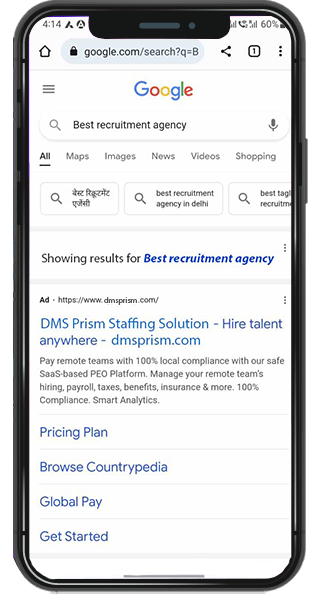 4:14 60%
google.com/search?q=B
1
Google
Best recruitment agency
All Maps Images News Videos Shopping
बेस्ट रिक्रूटमेंट
एजेंसी
best recruitment
agency in delhi
best tagl
recruitme
Showing results for Best recruitment agency
Ad · https://www.dmsprism.com/
DMS Prism Staffing Solution - Hire talent
anywhere - dmsprism.com
Pay remote teams with 100% local compliance with our safe
SaaS-based PEO Platform. Manage your remote team's
hiring, payroll, taxes, benefits, insurance & more. 100%
Compliance. Smart Analytics.
Pricing Plan
Browse Countrypedia
Global Pay
Get Started